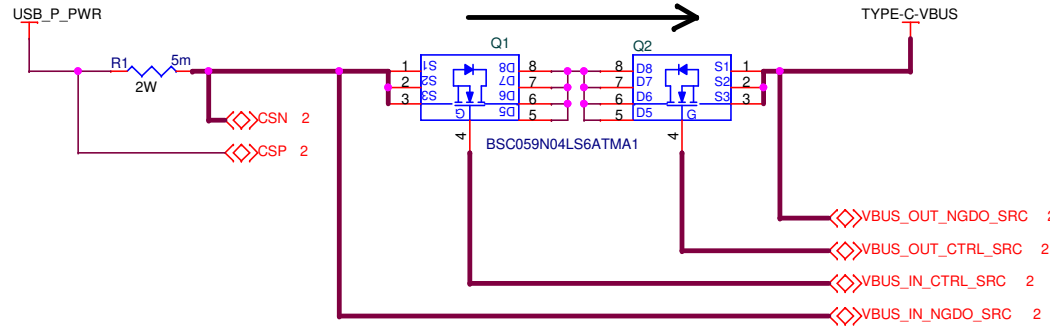 USB_P_PWR
TYPE-C-VBUS
R1
5m
2W
Q1
Q2
1
S1
D8
8
2
S2
D7
7
3
S3
D6
6
D5
5
G
4
8
D8
S1
1
7
D7
S2
2
6
D6
S3
3
5
D5
G
4
BSC059N04LS6ATMA1
CSN 2
CSP 2
VBUS_OUT_NGDO_SRC 2
VBUS_OUT_CTRL_SRC 2
VBUS_IN_CTRL_SRC 2
VBUS_IN_NGDO_SRC 2